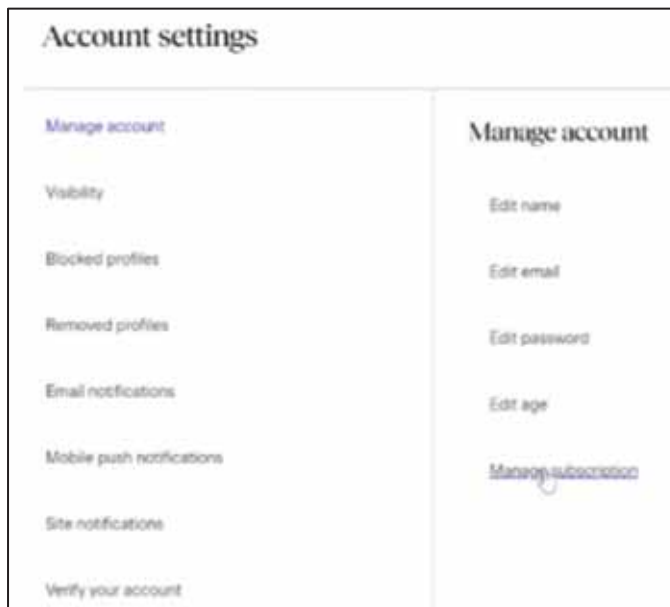 Account settings
Manage account
Visibility
Blocked profiles
Removed profiles
Email notifications
Mobile push notifications
Site notifications
Verify your account
Manage account
Edit name
Edit email
Edit password
Edit age
Manage subscription